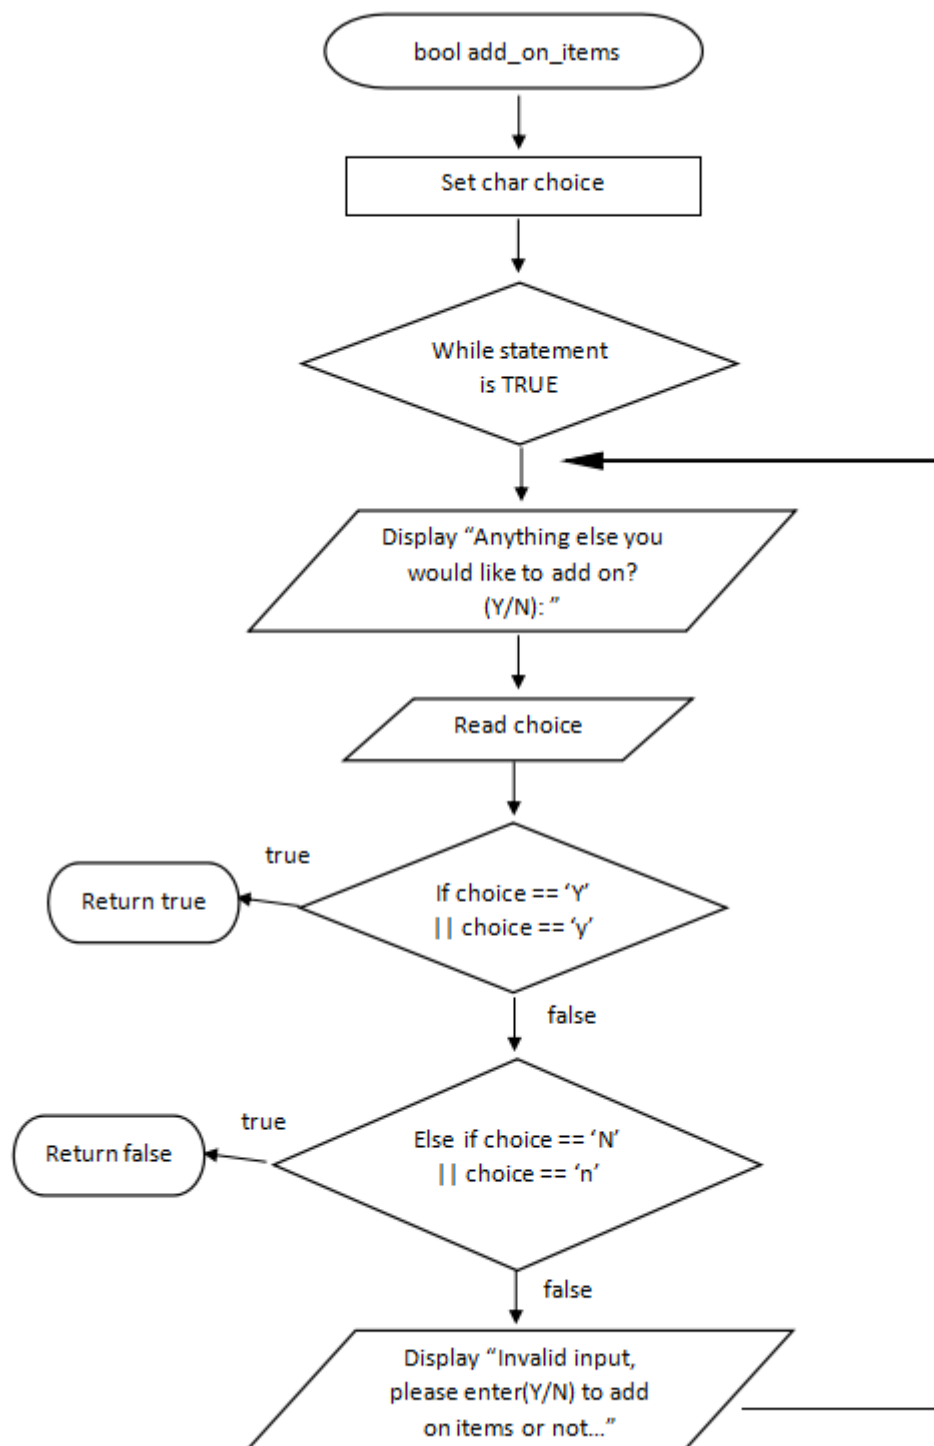 bool add_on_items
Set char choice
While statement
is TRUE
Display “Anything else you
would like to add on?
(Y/N): ”
Read choice
true
Return true
If choice == ‘Y’
|| choice == ‘y’
false
true
Return false
Else if choice == ‘N’
|| choice == ‘n’
false
Display “Invalid input,
please enter(Y/N) to add
on items or not...”